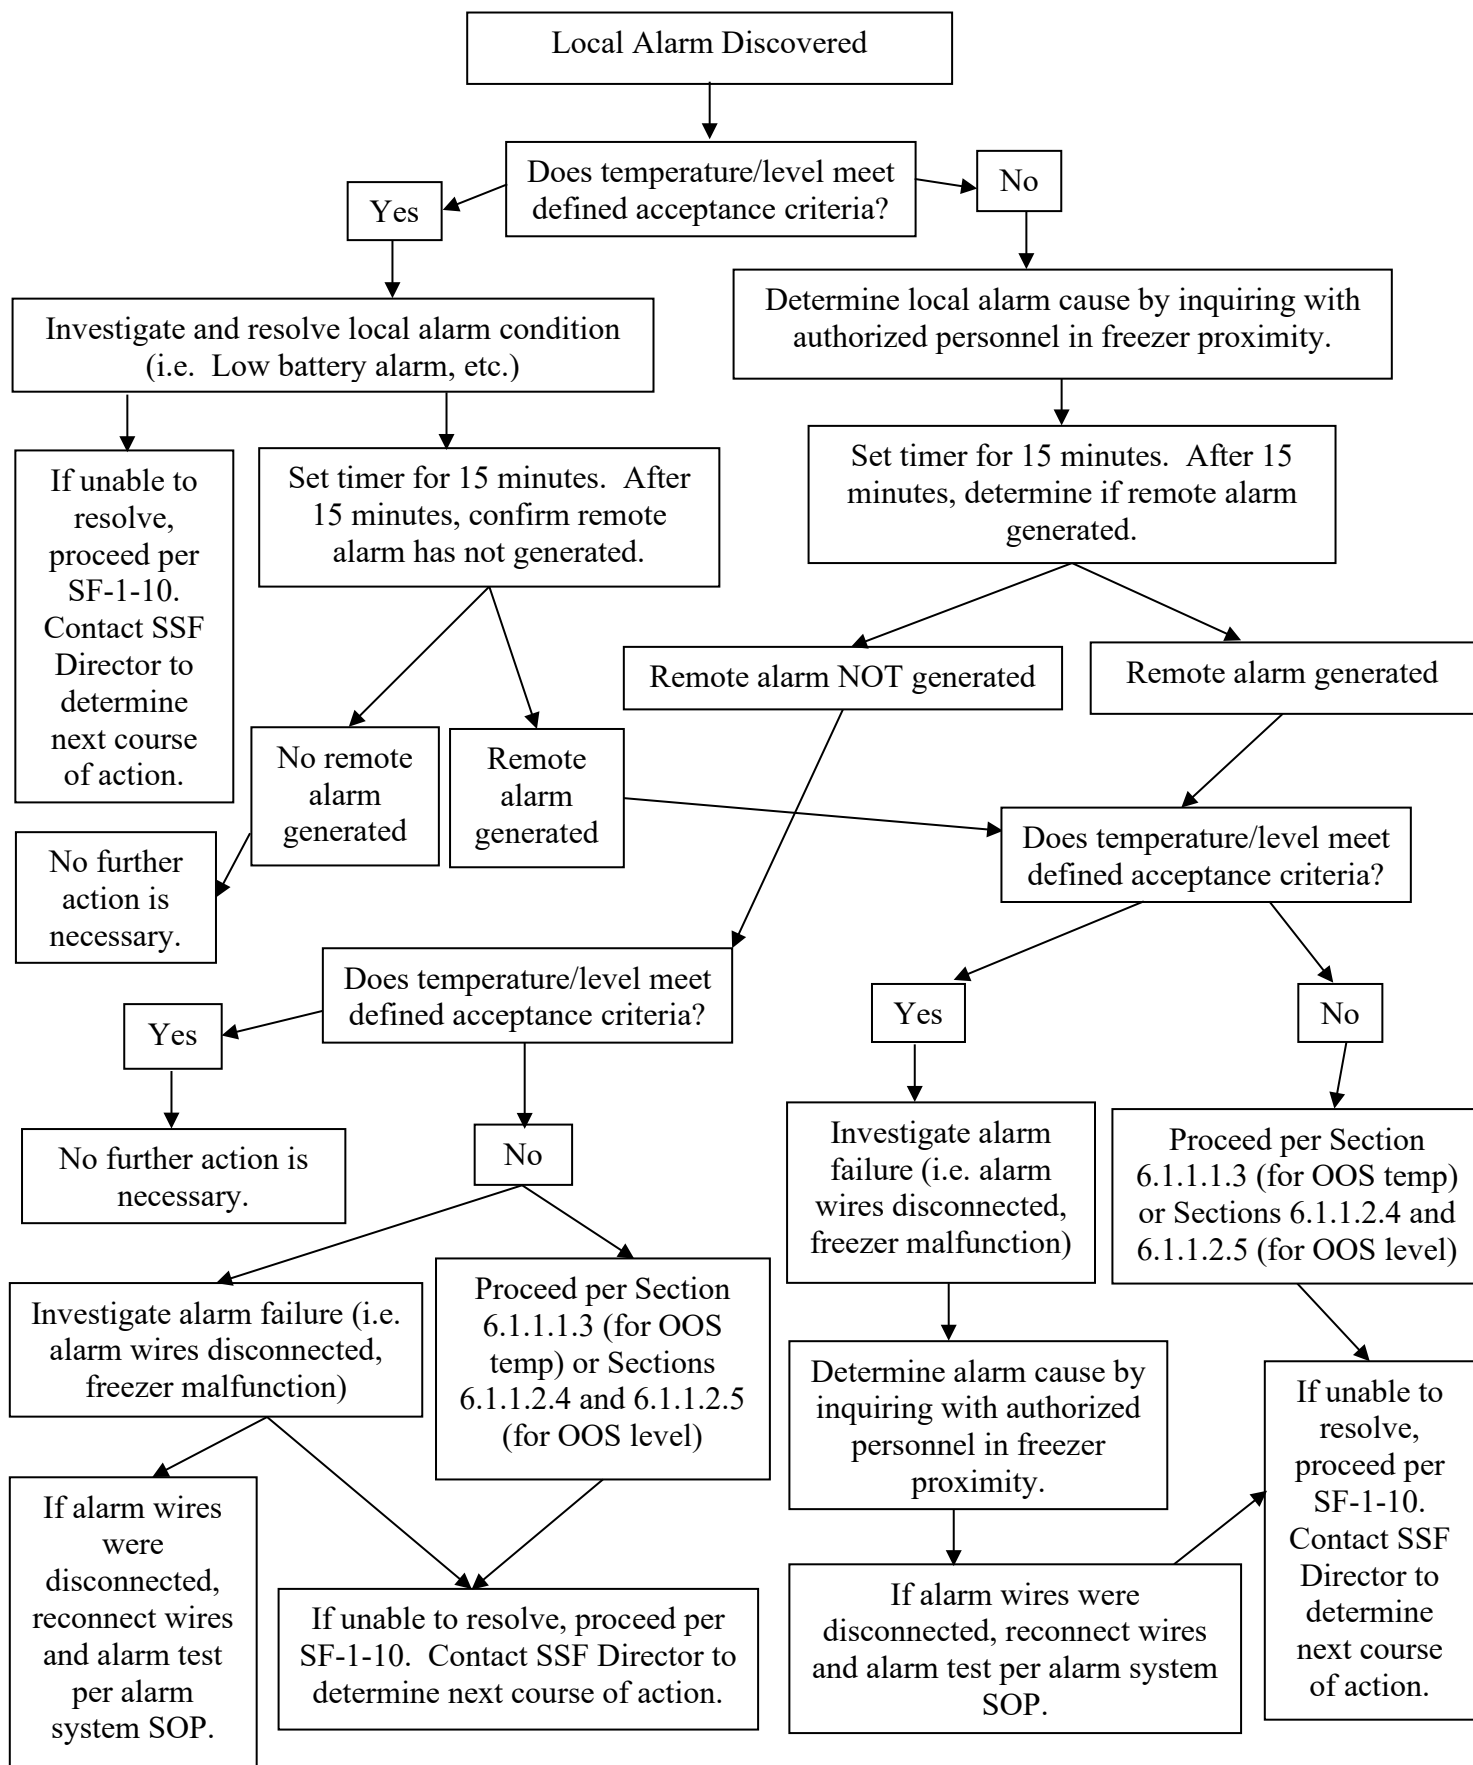 Local Alarm Discovered
Does temperature/level meet
defined acceptance criteria?
Yes
No
Investigate and resolve local alarm condition
(i.e. Low battery alarm, etc.)
Determine local alarm cause by inquiring with
authorized personnel in freezer proximity.
If unable to
resolve,
proceed per
SF-1-10.
Contact SSF
Director to
determine
next course
of action.
Set timer for 15 minutes. After
15 minutes, confirm remote
alarm has not generated.
Set timer for 15 minutes. After 15
minutes, determine if remote alarm
generated.
Remote alarm NOT generated
Remote alarm generated
No remote
alarm
generated
Remote
alarm
generated
No further
action is
necessary.
Does temperature/level meet
defined acceptance criteria?
Does temperature/level meet
defined acceptance criteria?
Yes
No further action is
necessary.
No
Yes
No
Investigate alarm
failure (i.e. alarm
wires disconnected,
freezer malfunction)
Proceed per Section
6.1.1.1.3 (for OOS temp)
or Sections 6.1.1.2.4 and
6.1.1.2.5 (for OOS level)
Investigate alarm failure (i.e.
alarm wires disconnected,
freezer malfunction)
Proceed per Section
6.1.1.1.3 (for OOS
temp) or Sections
6.1.1.2.4 and 6.1.1.2.5
(for OOS level)
Determine alarm cause by
inquiring with authorized
personnel in freezer
proximity.
If unable to
resolve,
proceed per
SF-1-10.
Contact SSF
Director to
determine
next course
of action.
If alarm wires
were
disconnected,
reconnect wires
and alarm test
per alarm
system SOP.
If unable to resolve, proceed per
SF-1-10. Contact SSF Director to
determine next course of action.
If alarm wires were
disconnected, reconnect wires
and alarm test per alarm system
SOP.